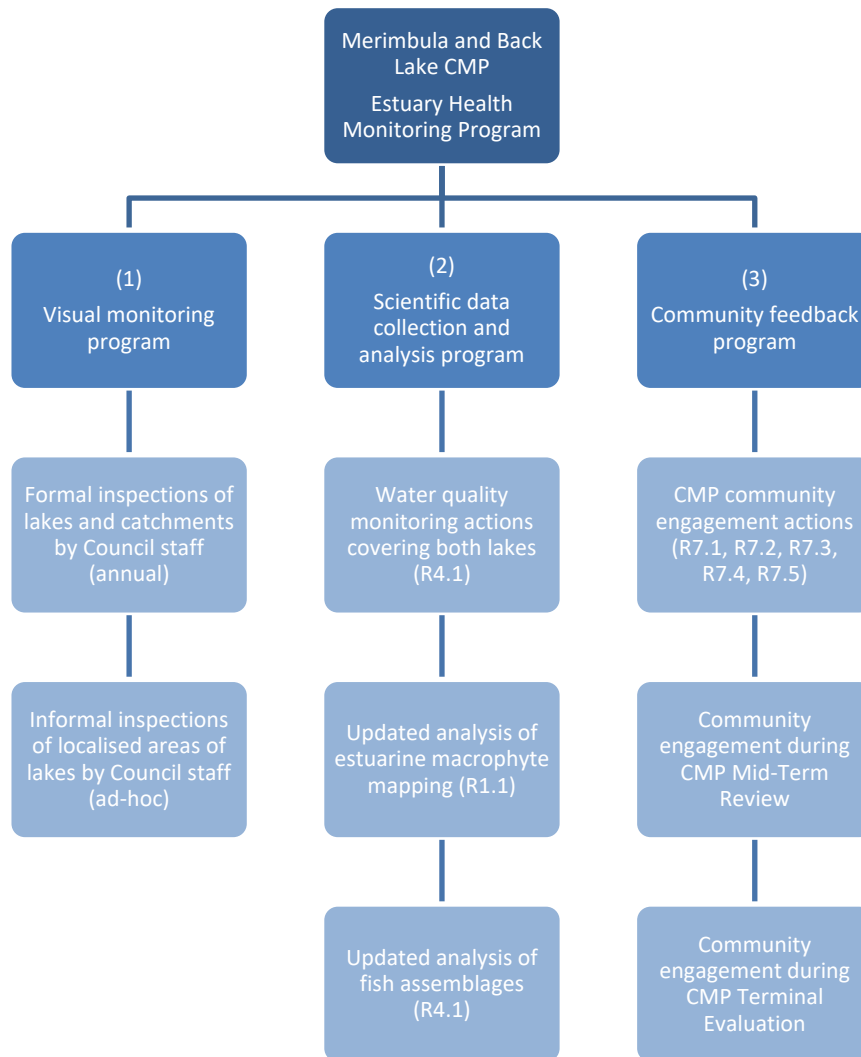 Merimbula and Back
Lake CMP
Estuary Health
Monitoring Program
(1)
Visual monitoring
program
(2)
Scientific data
collection and
analysis program
(3)
Community feedback
program
Formal inspections of
lakes and catchments
by Council staff
(annual)
Water quality
monitoring actions
covering both lakes
(R4.1)
CMP community
engagement actions
(R7.1, R7.2, R7.3,
R7.4, R7.5)
Informal inspections
of localised areas of
lakes by Council staff
(ad-hoc)
Updated analysis of
estuarine macrophyte
mapping (R1.1)
Community
engagement during
CMP Mid-Term
Review
Updated analysis of
fish assemblages
(R4.1)
Community
engagement during
CMP Terminal
Evaluation